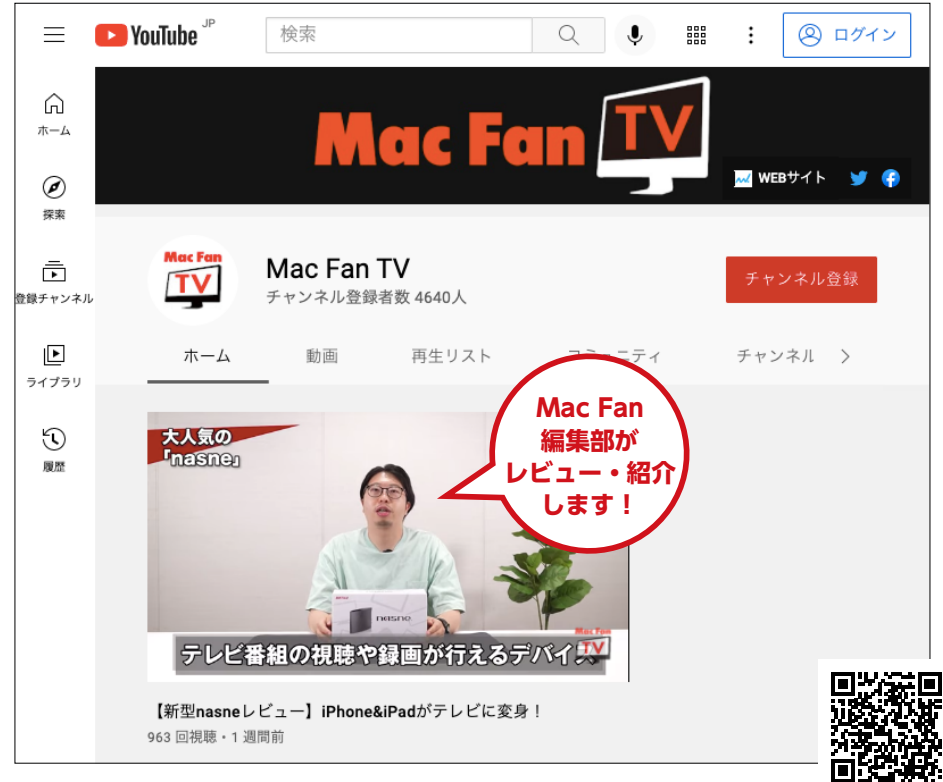 YouTube JP
検索
ログイン
ホーム
探索
登録チャンネル
ライブラリ
履歴
Mac Fan TV
WEBサイト
Mac Fan
TV
Mac Fan TV
チャンネル登録者数 4640人
チャンネル登録
ホーム
動画
再生リスト
コミュニティ
チャンネル
Mac Fan
編集部が
レビュー・紹介
します!
大人気の
「nasne」
nasne
テレビ番組の視聴や録画が行えるデバイス
Mac Fan
TV
【新型nasneレビュー】iPhone&iPadがテレビに変身!
963 回視聴・1 週間前